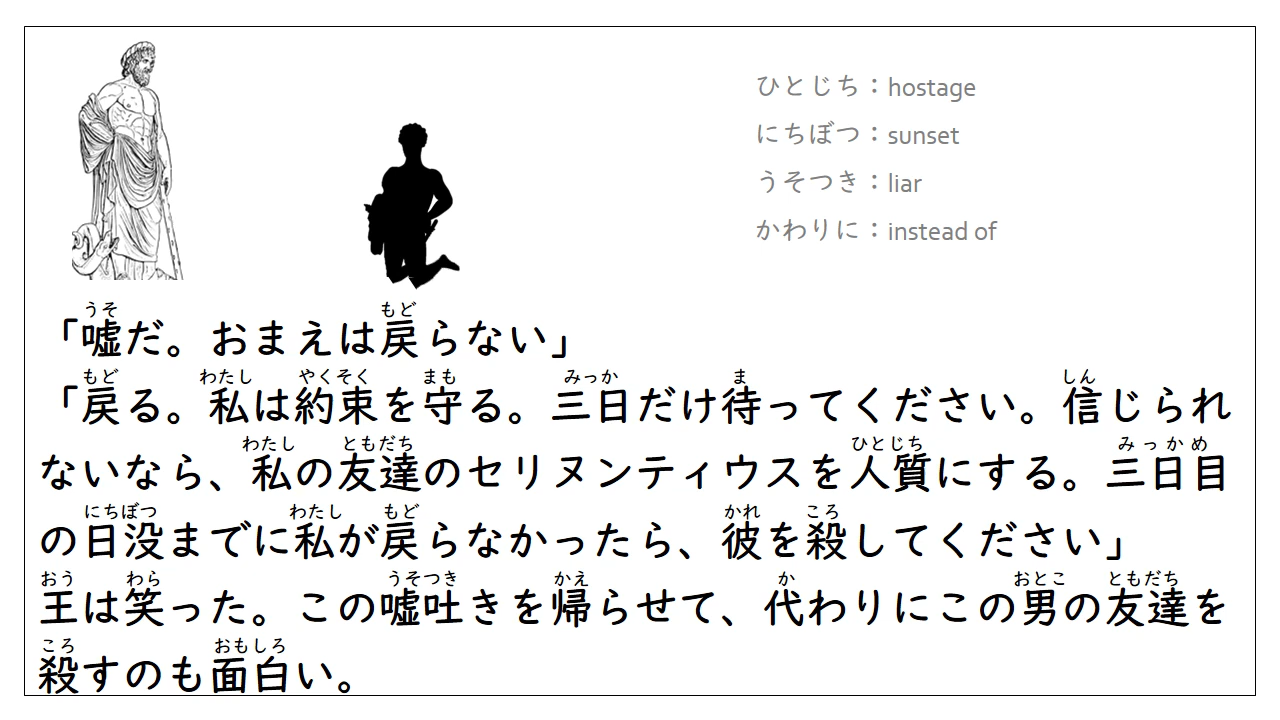 ひとじち：hostage
にちぼつ：sunset
うそつき：liar
かわりに：instead of
「嘘だ。おまえは戻らない」
「戻る。私は約束を守る。三日だけ待ってください。信じられ
ないなら、私の友達のセリヌンティウスを人質にする。三日目
の日没までに私が戻らなかったら、彼を殺してください」
王は笑った。この嘘吐きを帰らせて、代わりにこの男の友達を
殺すのも面白い。